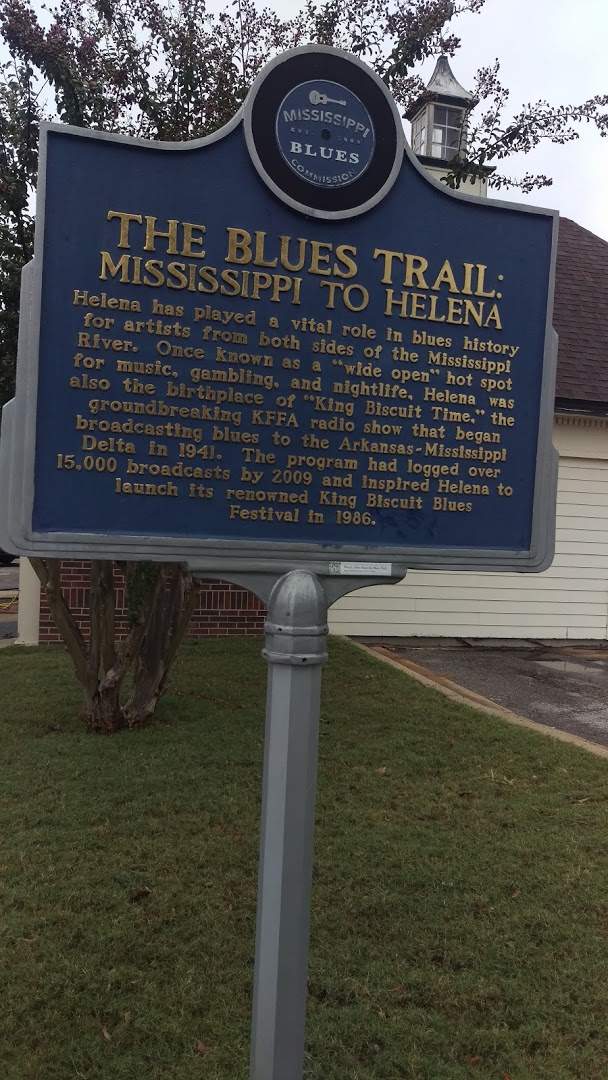 MISSISSIPPI
BLUES
COMMISSION
THE BLUES TRAIL:
MISSISSIPPI TO HELENA
Helena has played a vital role in blues history
for artists from both sides of the Mississippi
River. Once known as a “wide open” hot spot
for music, gambling, and nightlife, Helena was
also the birthplace of “King Biscuit Time,” the
groundbreaking KFFA radio show that began
broadcasting blues to the Arkansas-Mississippi
Delta in 1941. The program had logged over
15,000 broadcasts by 2009 and inspired Helena to
launch its renowned King Biscuit Blues
Festival in 1986.